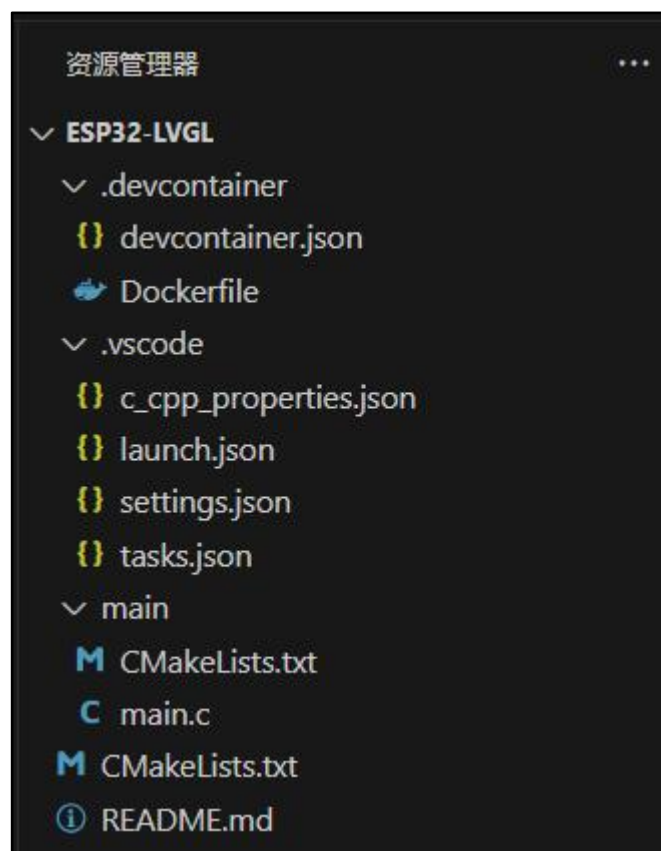 资源管理器
ESP32-LVGL
.devcontainer
{} devcontainer.json
Dockerfile
.vscode
{} c_cpp_properties.json
{} launch.json
{} settings.json
{} tasks.json
main
M CMakeLists.txt
C main.c
M CMakeLists.txt
README.md